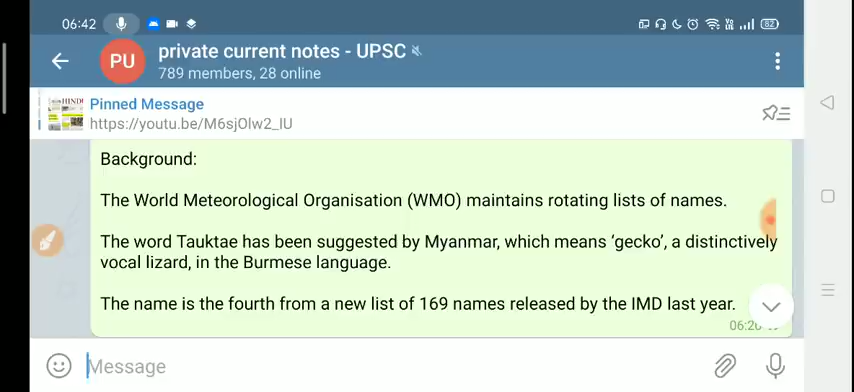 06:42
82
PU
private current notes - UPSC
789 members, 28 online
Pinned Message
https://youtu.be/M6sjOlw2_IU
Background:
The World Meteorological Organisation (WMO) maintains rotating lists of names.
The word Tauktae has been suggested by Myanmar, which means ‘gecko’, a distinctively
vocal lizard, in the Burmese language.
The name is the fourth from a new list of 169 names released by the IMD last year.
Message